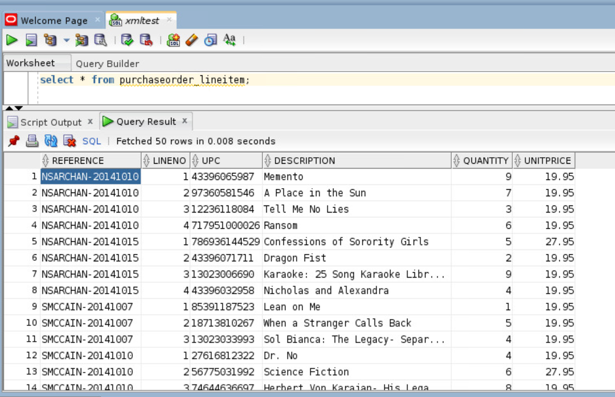 Welcome Page xmltest
Worksheet Query Builder
select * from purchaseorder_lineitem;
Script Output Query Result
SQL Fetched 50 rows in 0.008 seconds
REFERENCE LINENO UPC DESCRIPTION QUANTITY UNITPRICE
1 NSARCHAN-20141010 1 43396065987 Memento 9 19.95
2 NSARCHAN-20141010 2 97360581546 A Place in the Sun 7 19.95
3 NSARCHAN-20141010 3 12236118084 Tell Me No Lies 3 19.95
4 NSARCHAN-20141010 4 717951000026 Ransom 6 19.95
5 NSARCHAN-20141015 1 786936144529 Confessions of Sorority Girls 5 27.95
6 NSARCHAN-20141015 2 43396071711 Dragon Fist 2 19.95
7 NSARCHAN-20141015 3 13023006690 Karaoke: 25 Song Karaoke Libr... 9 19.95
8 NSARCHAN-20141015 4 43396032958 Nicholas and Alexandra 4 19.95
9 SMCCAIN-20141007 1 85391187523 Lean on Me 1 19.95
10 SMCCAIN-20141007 2 18713810267 When a Stranger Calls Back 5 19.95
11 SMCCAIN-20141007 3 13023033993 Sol Bianca: The Legacy- Separ... 4 19.95
12 SMCCAIN-20141010 1 27616812322 Dr. No 4 19.95
13 SMCCAIN-20141010 2 56775031992 Science Fiction 6 27.95
14 SMCCAIN-20141010 3 74644636697 Herbert Von Karajan- His Lega... 8 19.95